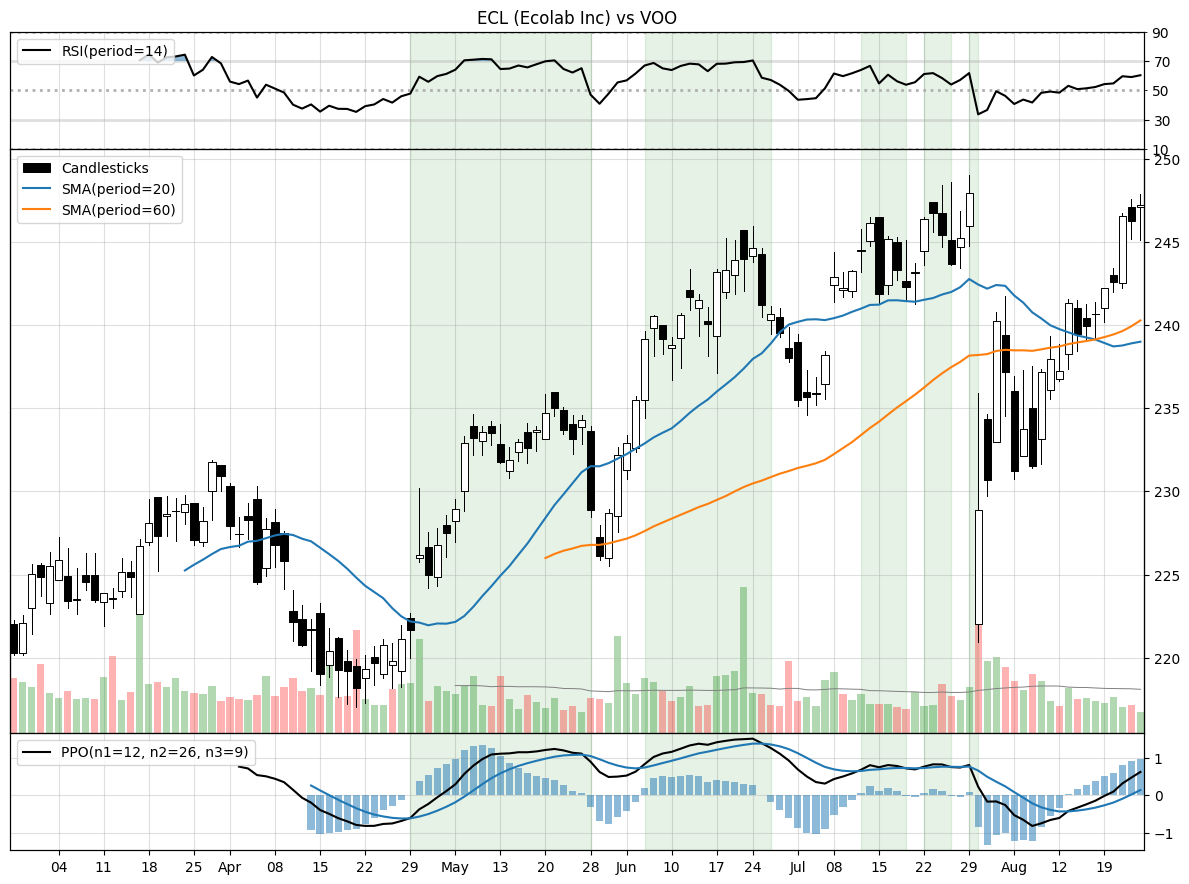 ECL (Ecolab Inc) vs VOO
RSI(period=14)
90
70
50
30
10
Candlesticks
SMA(period=20)
SMA(period=60)
250
245
240
235
230
225
220
PPO(n1=12, n2=26, n3=9)
1
0
−1
04 11 18 25 Apr 08 15 22 29 May 13 20 28 Jun 10 17 24 Jul 08 15 22 29 Aug 12 19